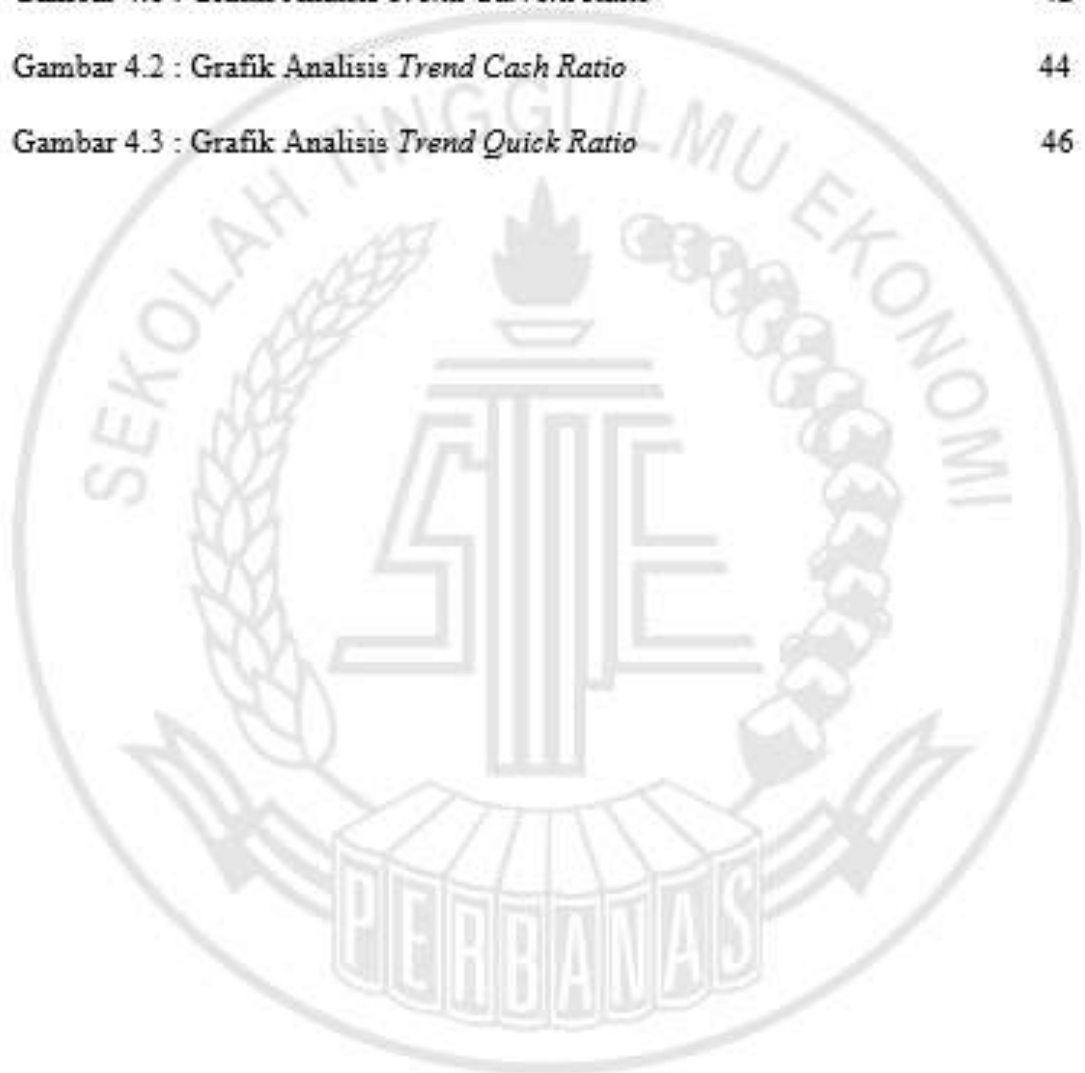 Gambar 4.2 : Grafik Analisis Trend Cash Ratio 44
Gambar 4.3 : Grafik Analisis Trend Quick Ratio 46
SEKOLAH TINGGI ILMU EKONOMI
STIE
PERBANAS